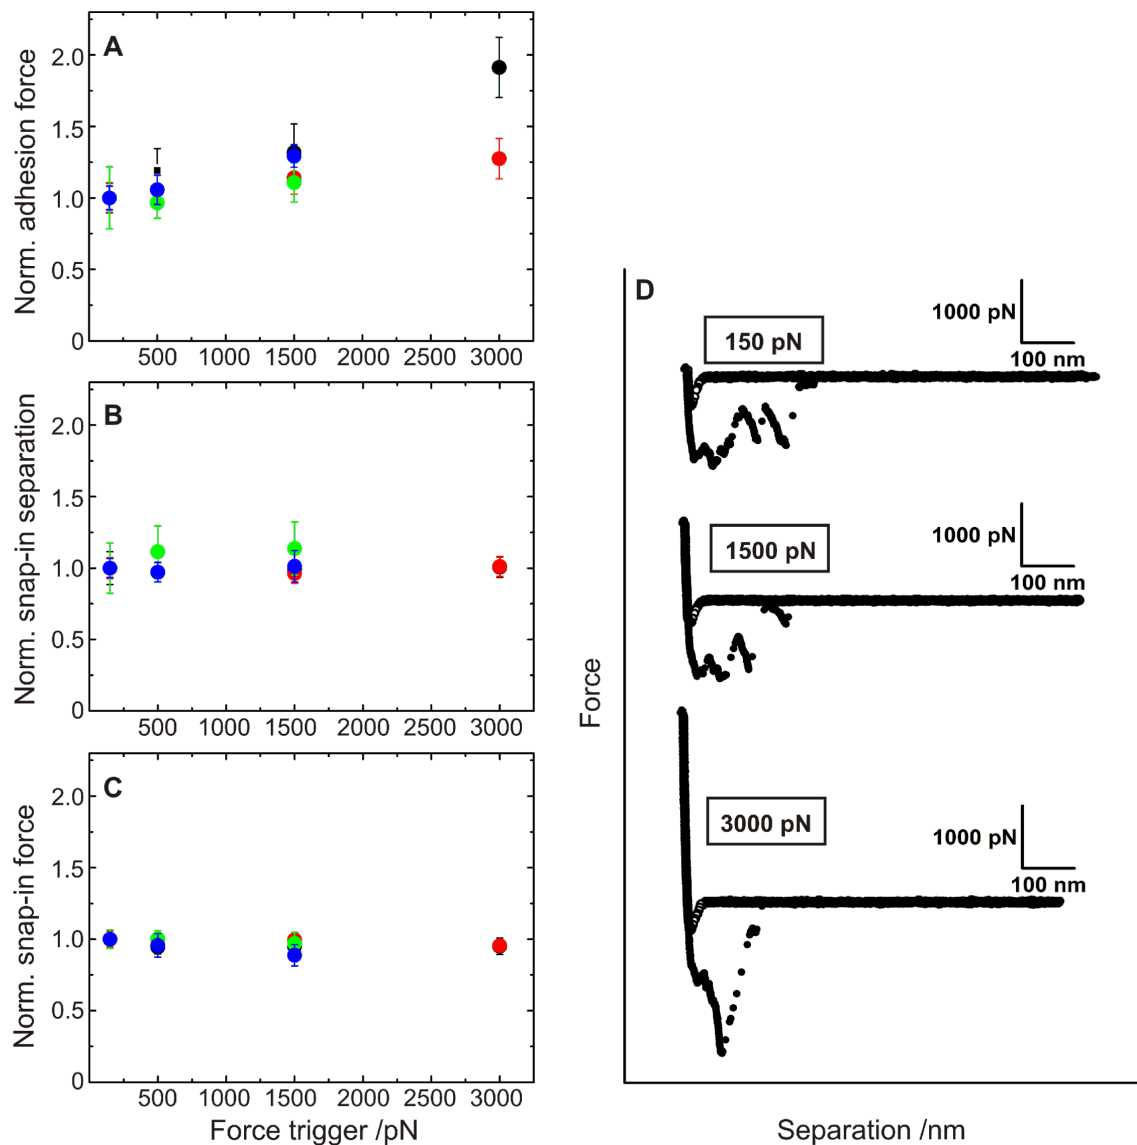 A
Norm. adhesion force
2.0
1.5
1.0
0.5
0
500 1000 1500 2000 2500 3000
B
Norm. snap-in separation
2.0
1.5
1.0
0.5
0
500 1000 1500 2000 2500 3000
C
Norm. snap-in force
2.0
1.5
1.0
0.5
0
500 1000 1500 2000 2500 3000
Force trigger /pN
D
150 pN
1000 pN
100 nm
1500 pN
1000 pN
100 nm
3000 pN
1000 pN
100 nm
Force
Separation /nm